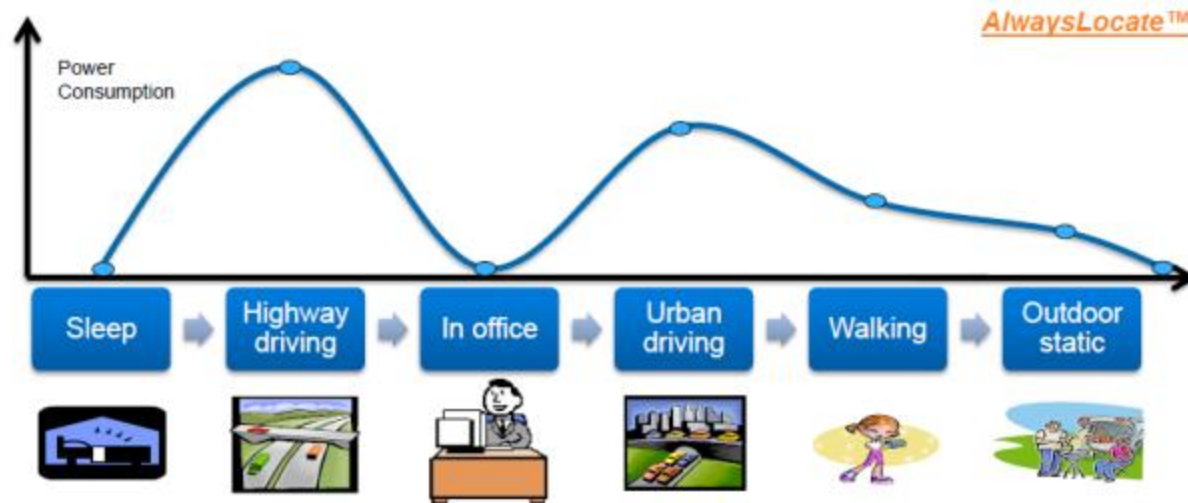 AlwaysLocate™
Power
Consumption
Sleep
Highway
driving
In office
Urban
driving
Walking
Outdoor
static